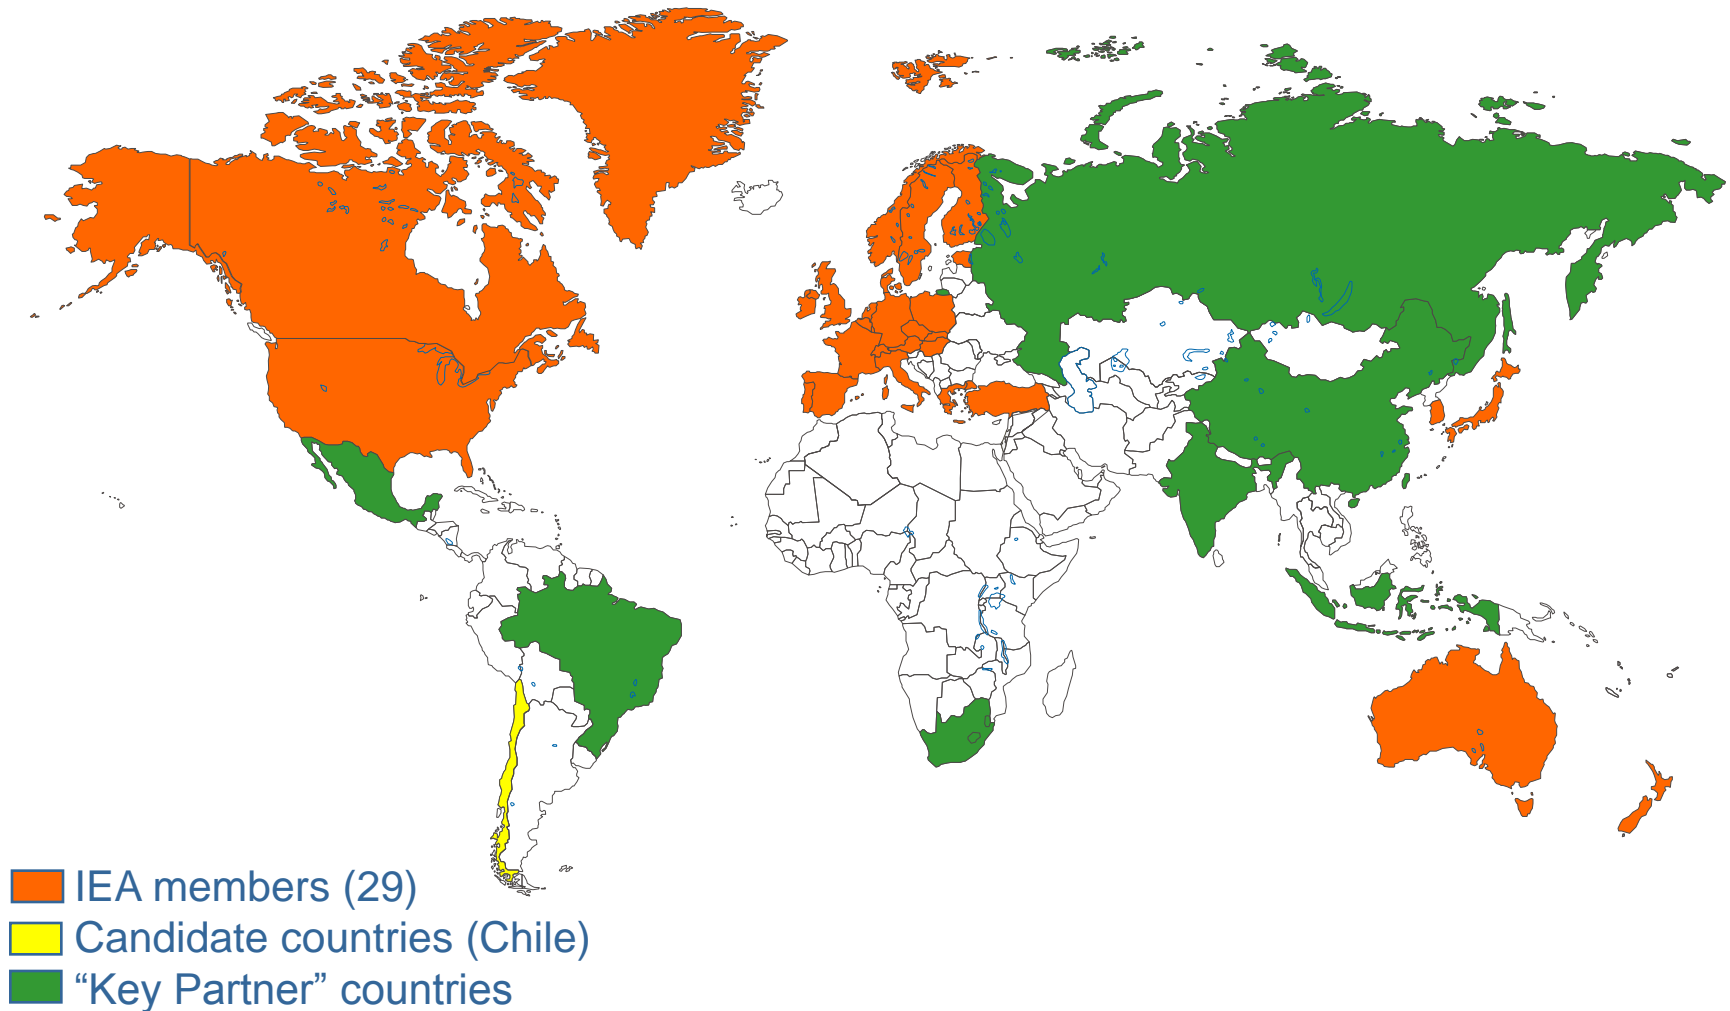 IEA members (29)
Candidate countries (Chile)
“Key Partner” countries